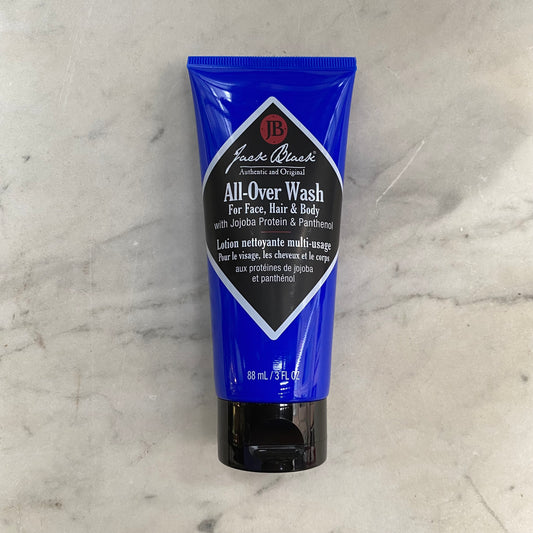 JB
Jack Black®
Authentic and Original
All-Over Wash
For Face, Hair & Body
with Jojoba Protein & Panthenol
Lotion nettoyante multi-usage
Pour le visage, les cheveux et le corps
aux protéines de jojoba
et panthénol
88 mL / 3 FL OZ